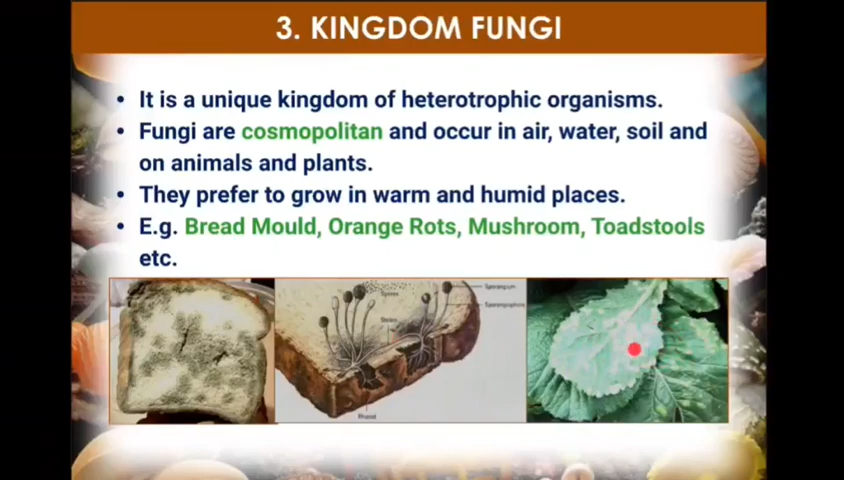 3. KINGDOM FUNGI
• It is a unique kingdom of heterotrophic organisms.
• Fungi are cosmopolitan and occur in air, water, soil and
on animals and plants.
• They prefer to grow in warm and humid places.
• E.g. Bread Mould, Orange Rots, Mushroom, Toadstools
etc.
Sporangium
Spores
Sporangiophore
Stolon
Rhizoid